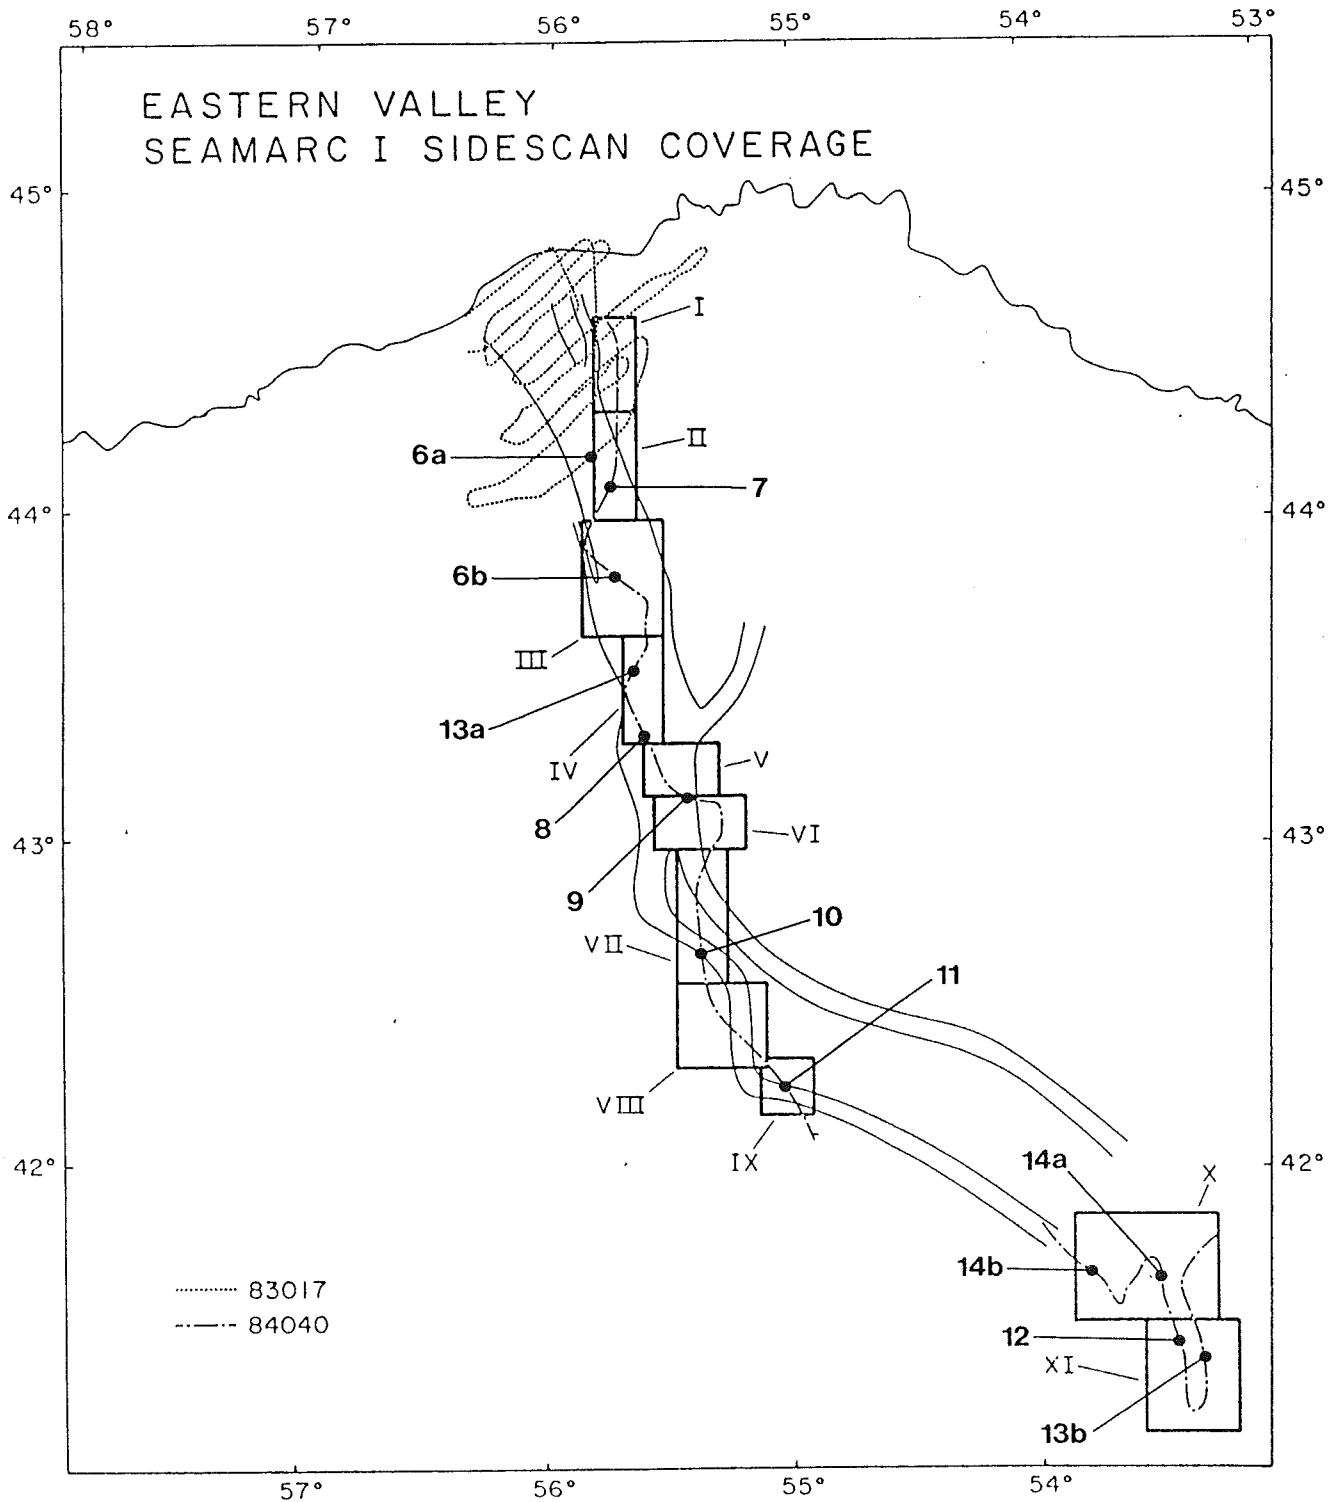 58° 57° 56° 55° 54° 53°
EASTERN VALLEY
SEAMARC I SIDESCAN COVERAGE
45° 45°
I
II
6a
7
44° 44°
6b
III
13a
IV
V
8
VI
43° 43°
9
10
VII
11
VIII
IX
42° 42°
14a
X
14b
83017
84040
12
XI
13b
57° 56° 55° 54°